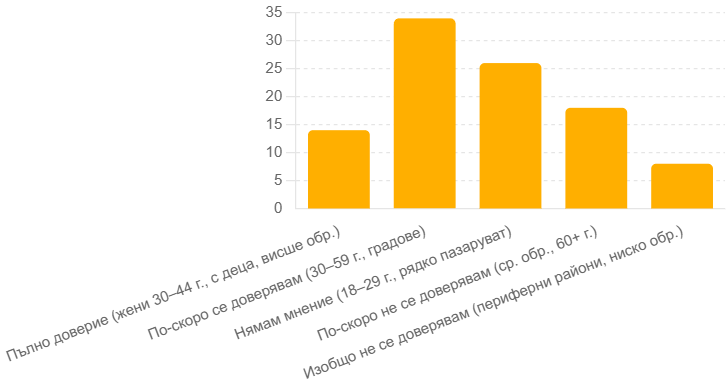 35
30
25
20
15
10
5
0
Пълно доверие (жени 30–44 г., с деца, висше обр.)
По-скоро се доверявам (30–59 г., градове)
Нямам мнение (18–29 г., рядко пазаруват)
По-скоро не се доверявам (ср. обр., 60+ г.)
Изобщо не се доверявам (периферни райони, ниско обр.)